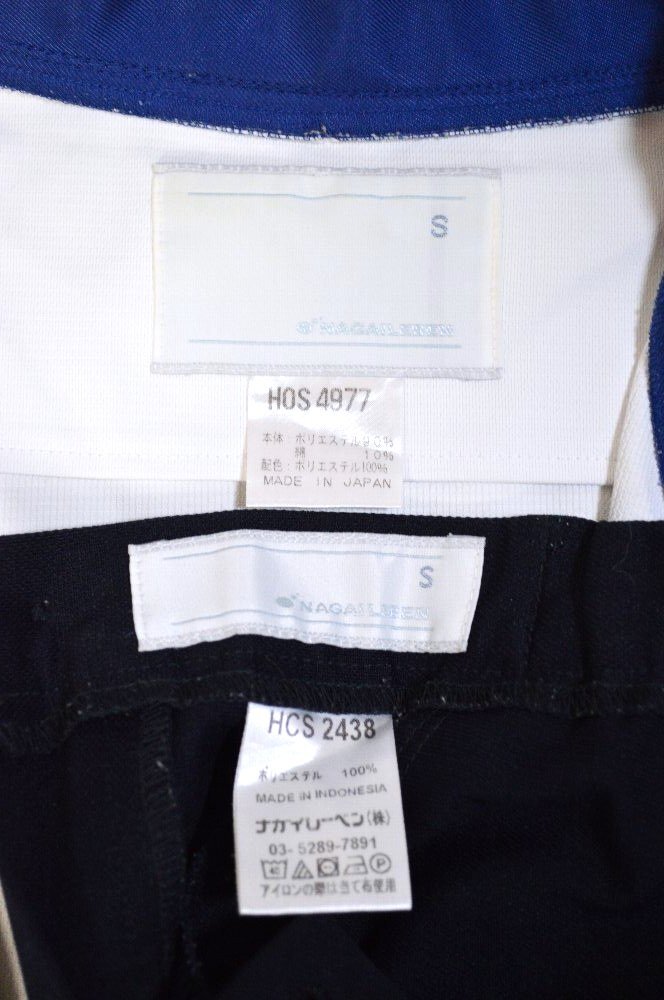 S
NAGAILEBEN
HOS 4977
本体：ポリエステル90%
綿 10%
配色：ポリエステル100%
MADE IN JAPAN
S
NAGAILEBEN
HCS 2438
ポリエステル 100%
MADE IN INDONESIA
ナガイレーベン(株)
03-5289-7891
アイロンの際は当て布使用